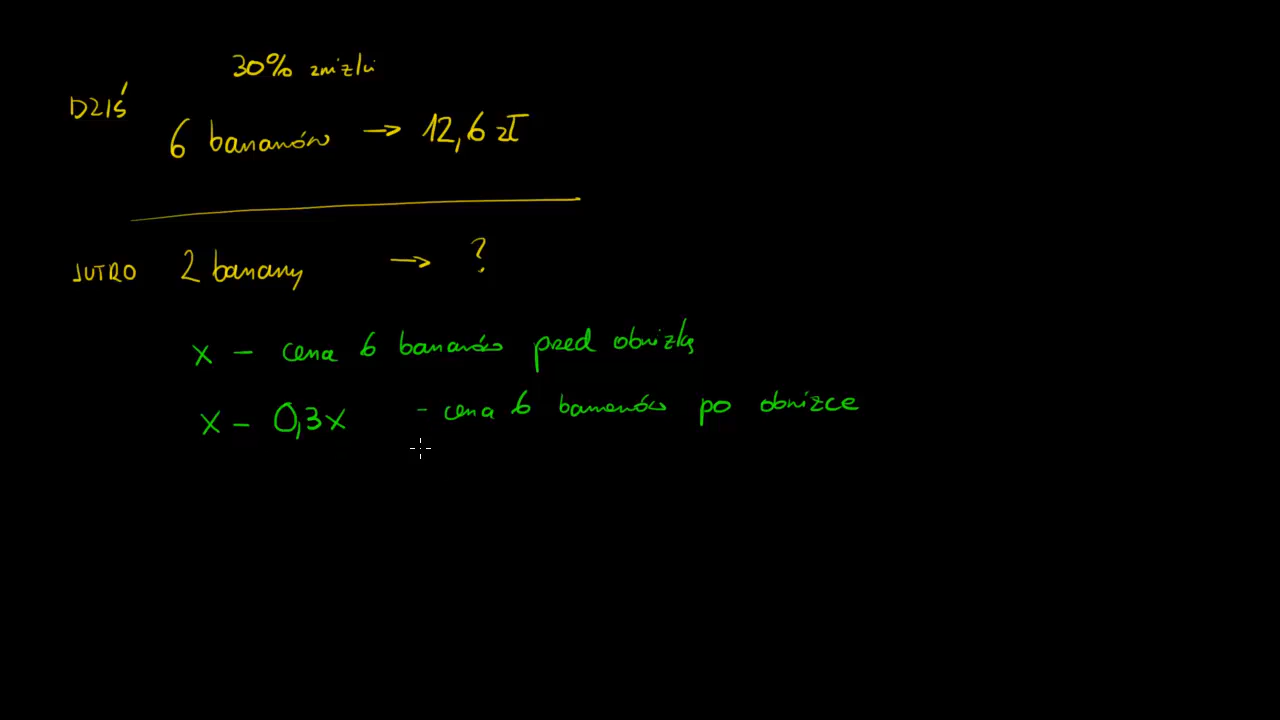 30% zniżki
DZIŚ
6 bananów → 12,6 zł
JUTRO 2 banany → ?
x - cena 6 bananów przed obniżką
x - 0,3x - cena 6 bananów po obniżce